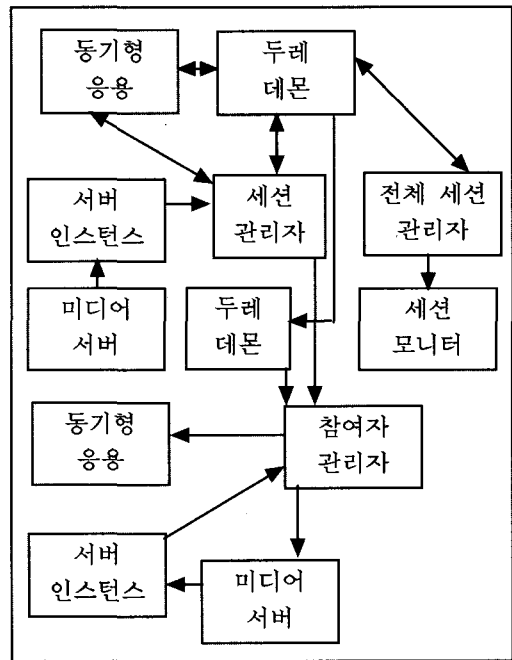 동기형
응용
두레
데몬
서버
인스턴스
세션
관리자
전체 세션
관리자
미디어
서버
두레
데몬
세션
모니터
동기형
응용
참여자
관리자
서버
인스턴스
미디어
서버